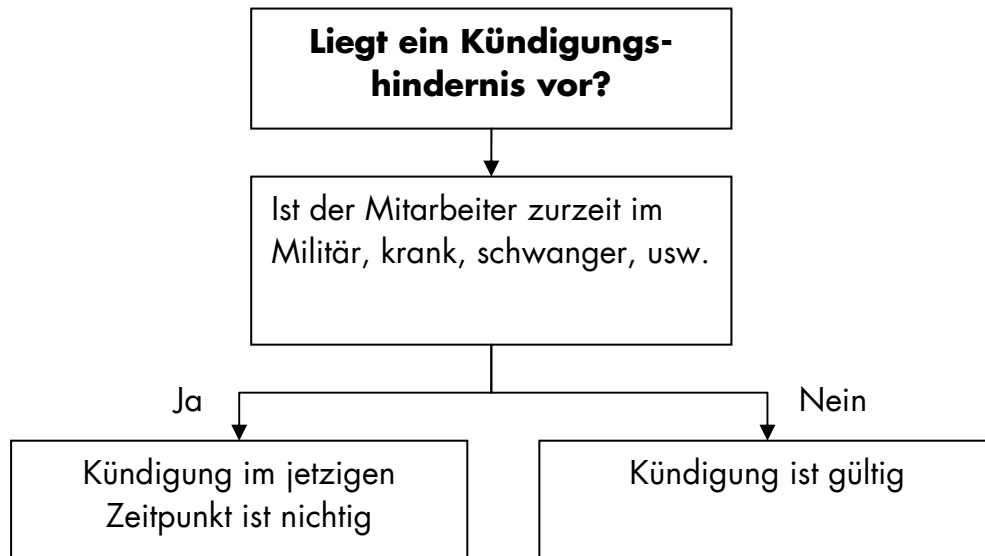 Liegt ein Kündigungs-
hindernis vor?
Ist der Mitarbeiter zurzeit im
Militär, krank, schwanger, usw.
Ja
Nein
Kündigung im jetzigen
Zeitpunkt ist nichtig
Kündigung ist gültig